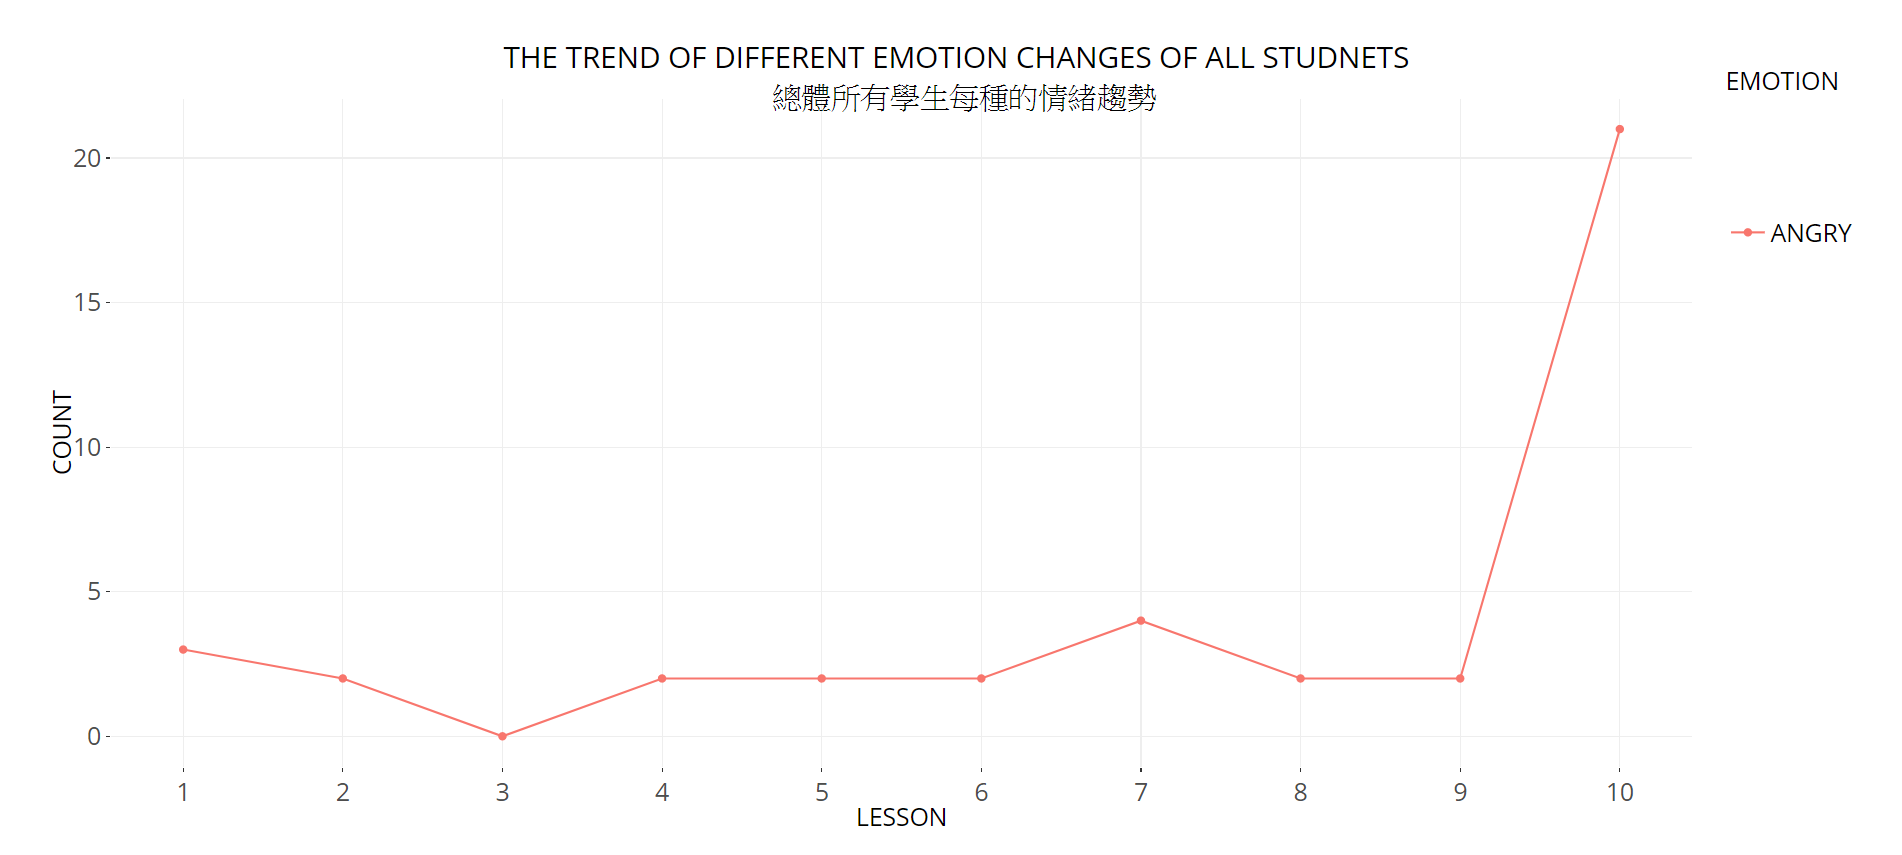 THE TREND OF DIFFERENT EMOTION CHANGES OF ALL STUDNETS
總體所有學生每種的情緒趨勢
EMOTION
ANGRY
COUNT
20
15
10
5
0
1 2 3 4 5 6 7 8 9 10
LESSON